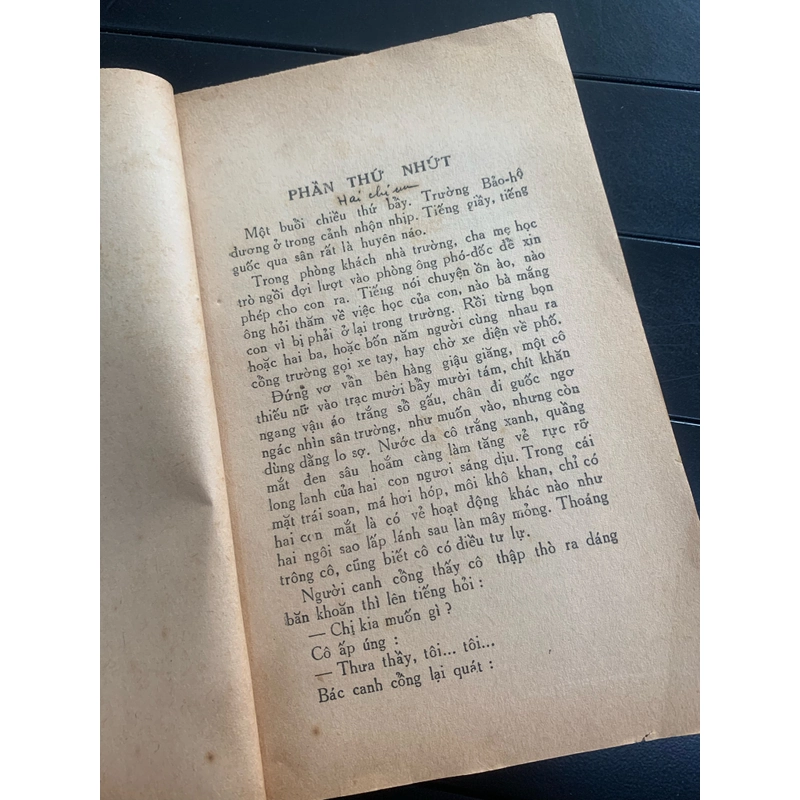 PHẦN THỨ NHỨT
Hai chị em
Một buổi chiều thứ bẩy. Trường Bảo-hộ
đương ở trong cảnh nhộn nhịp. Tiếng giầy, tiếng
guốc qua sân rất là huyên náo.
Trong phòng khách nhà trường, cha mẹ học
trò ngồi đợi lượt vào phòng ông phó-đốc để xin
phép cho con ra. Tiếng nói chuyện ồn ào, nào
ông hỏi thăm về việc học của con, nào bà mắng
con vì bị phải ở lại trong trường. Rồi từng bọn
hoặc hai ba, hoặc bốn năm người cùng nhau ra
cổng trường gọi xe tay, hay chờ xe điện về phố.
Đứng vơ vẩn bên hàng giậu giăng, một cô
thiếu nữ vào trạc mười bẩy mười tám, chít khăn
ngang vận áo trắng sổ gấu, chân đi guốc ngơ
ngác nhìn sân trường, như muốn vào, nhưng còn
dùng dằng lo sợ. Nước da cô trắng xanh, quầng
mắt đen sâu hoắm càng làm tăng vẻ rực rỡ
long lanh của hai con ngươi sáng dịu. Trong cái
mặt trái soan, má hơi hóp, môi khô khan, chỉ có
hai con mắt là có vẻ hoạt động khác nào như
hai ngôi sao lấp lánh sau làn mây mỏng. Thoáng
trông cô, cũng biết cô có điều tư lự.
Người canh cổng thấy cô thập thò ra dáng
băn khoăn thì lên tiếng hỏi :
— Chị kia muốn gì ?
Cô ấp úng :
— Thưa thầy, tôi... tôi...
Bác canh cổng lại quát :